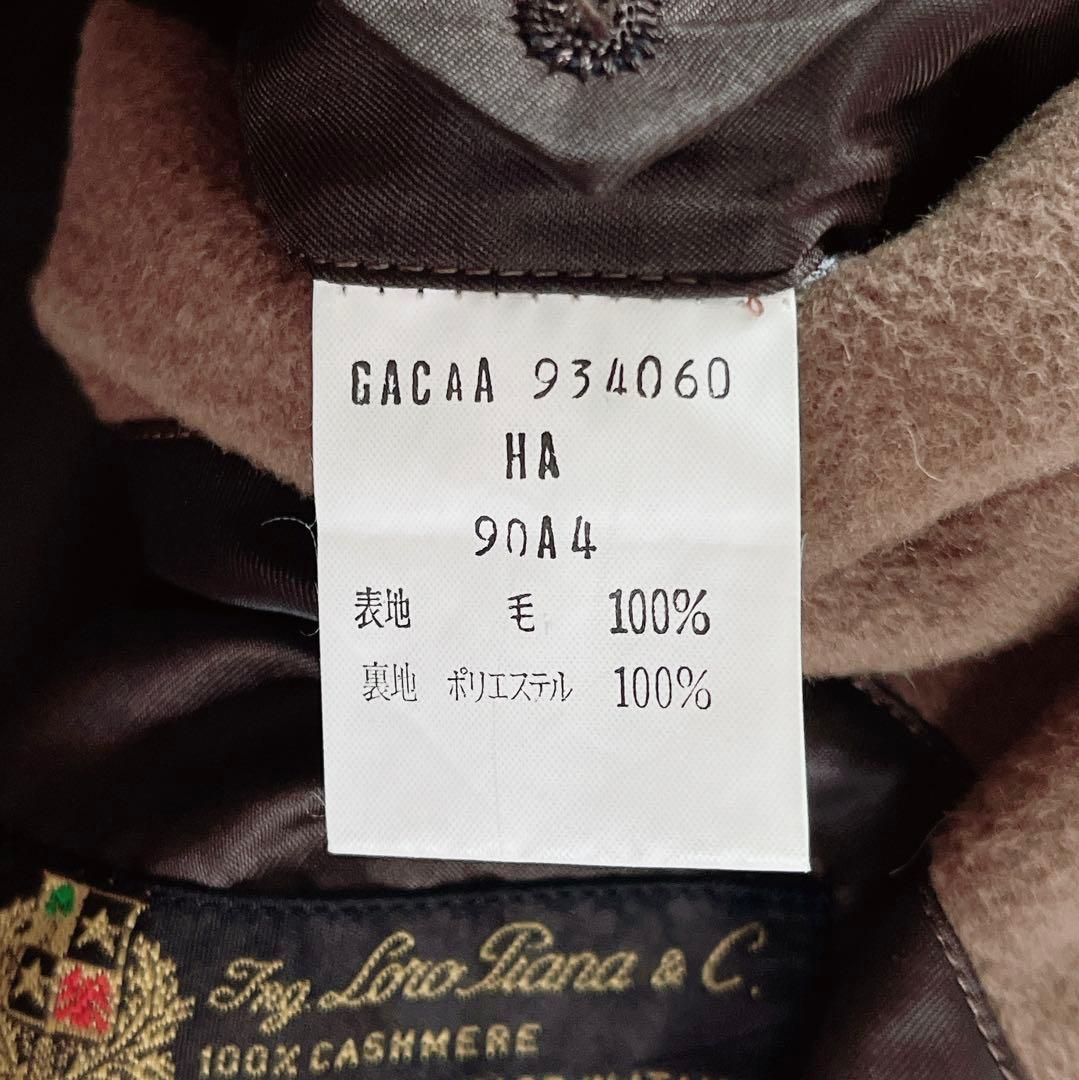 GACAA 934060
HA
90A4
表地 毛 100%
裏地 ポリエステル 100%
Ing. Loro Piana & C.
100% CASHMERE